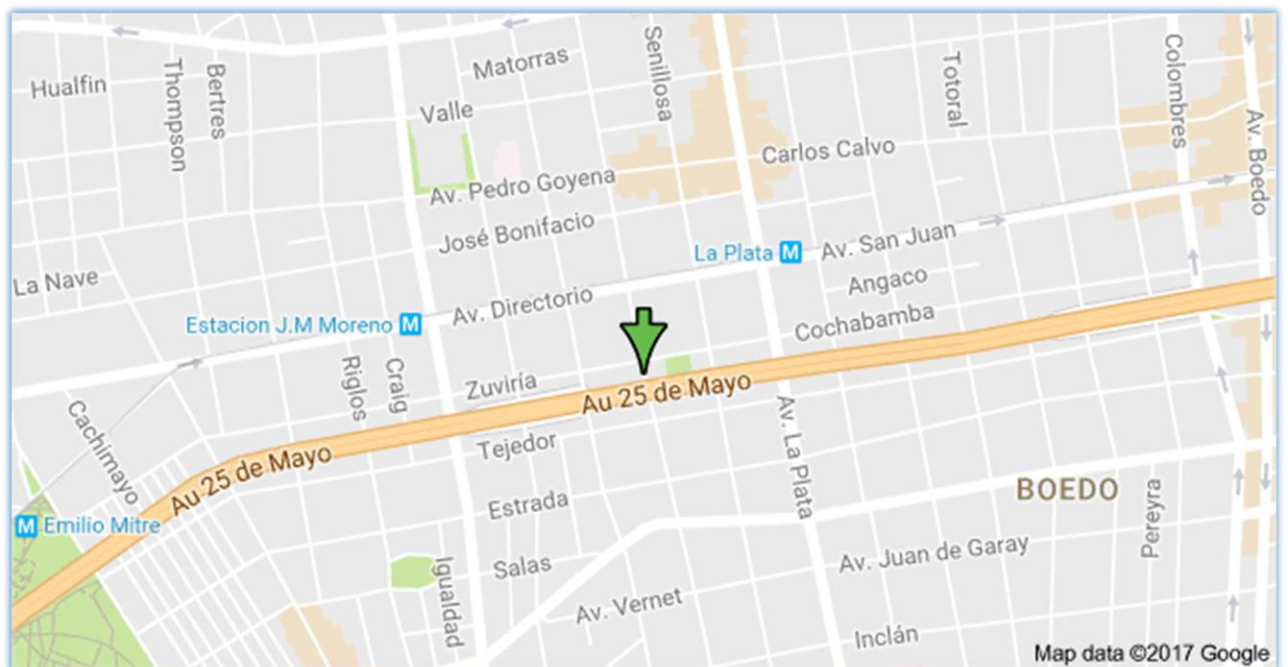 Hualfin
Thompson
Bertres
Matorras
Senillosa
Totoral
Colombres
Av. Boedo
Valle
Carlos Calvo
Av. Pedro Goyena
José Bonifacio
La Plata M
Av. San Juan
La Nave
Angaco
Av. Directorio
Estacion J.M Moreno M
Cochabamba
Riglos
Craig
Zuviría
Au 25 de Mayo
Cachimayo
Tejedor
Av. La Plata
Au 25 de Mayo
BOEDO
Estrada
Pereyra
M Emilio Mitre
Salas
Igualdad
Av. Juan de Garay
Av. Vernet
Inclán
Map data ©2017 Google